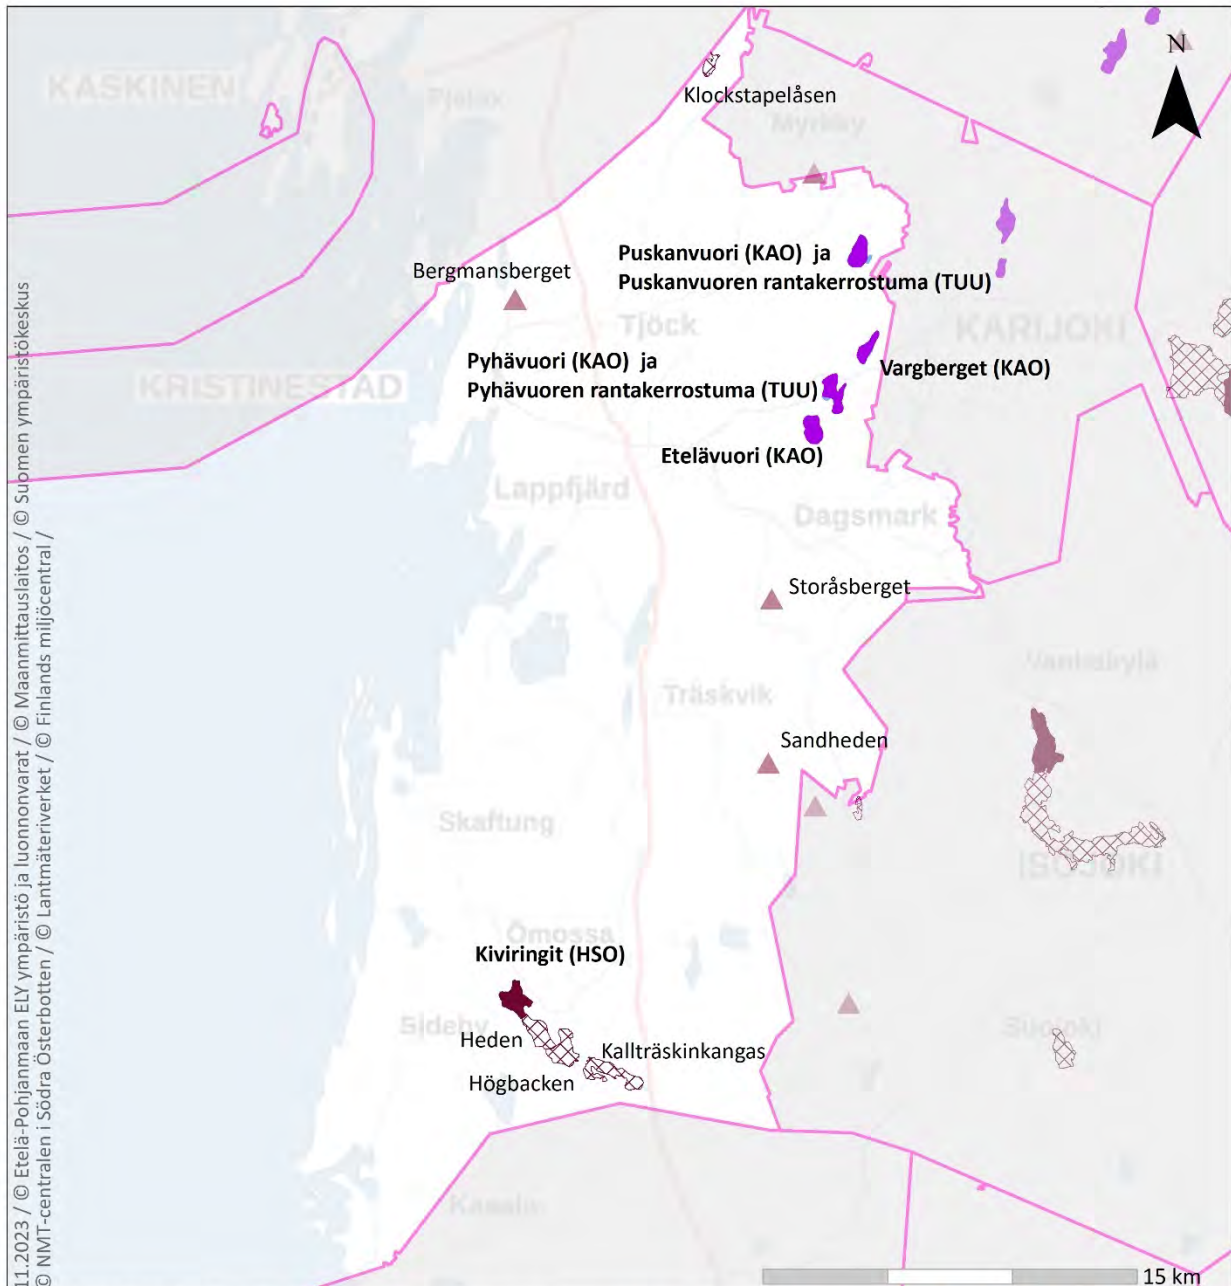 N
KASKINEN
Pjelax
Klockstapelåsen
Myrkky
Puskanvuori (KAO) ja
Puskanvuoren rantakerrostuma (TUU)
Bergmansberget
Tjöck
KARIJOKI
Pyhävuori (KAO) ja
Pyhävuoren rantakerrostuma (TUU)
Vargberget (KAO)
KRISTINESTAD
Etelävuori (KAO)
Lappfjärd
Dagsmark
Storåsberget
Vanhakylä
Träskvik
Sandheden
Skaftung
ISOJOKI
Ömossa
Kiviringit (HSO)
Sideby
Heden
Kallträskinkangas
Högbacken
Suojoki
15 km
11.2023 / © Etelä-Pohjanmaan ELY ympäristö ja luonnonvarat / © Maanmittauslaitos / © Suomen ympäristökeskus
© NMT-centralen i Södra Österbotten / © Lantmäteriverket / © Finlands miljöcentral /